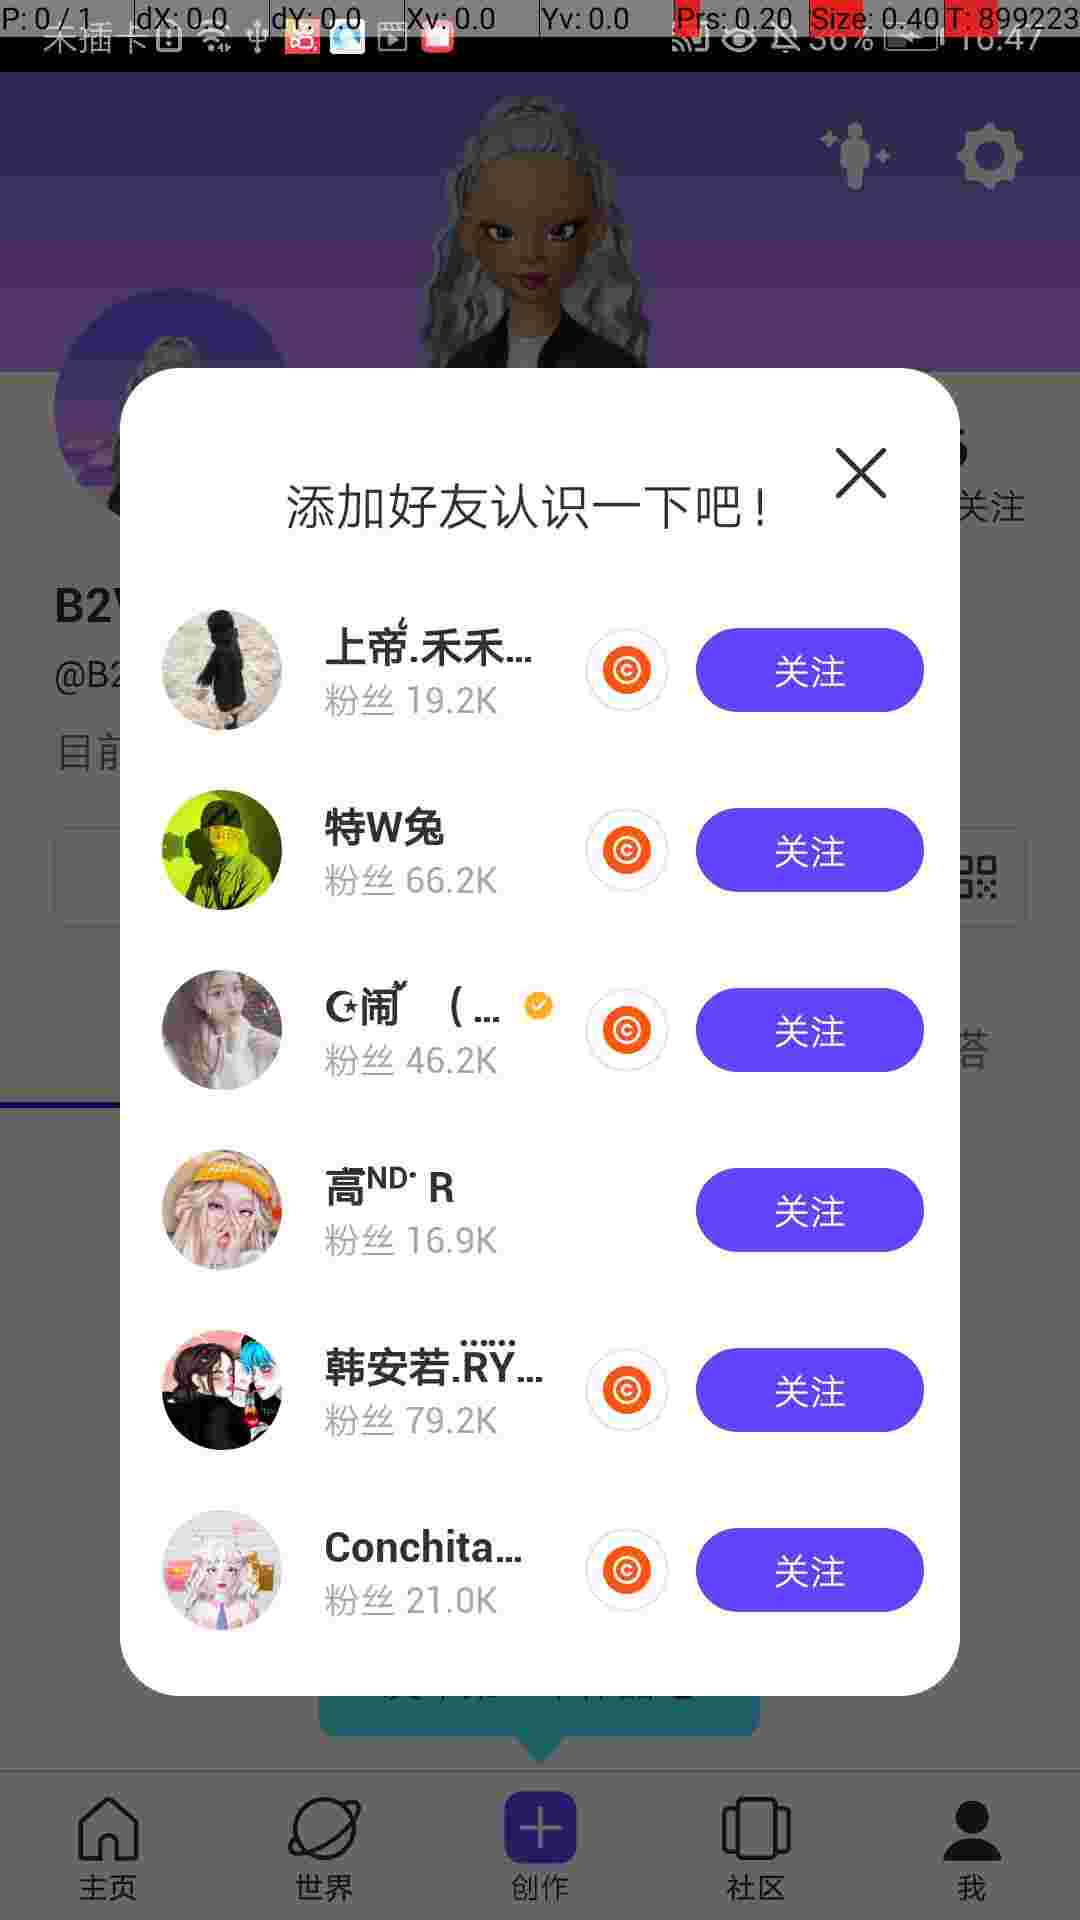 P: 0 / 1 dX: 0.0 dY: 0.0 Xv: 0.0 Yv: 0.0 Prs: 0.20 Size: 0.40 T: 899223
未插卡 36% 16:47
关注
添加好友认识一下吧!
B2
@B2
目前
上帝.禾禾...
粉丝 19.2K
关注
特W兔
粉丝 66.2K
关注
☪闹 ( ...
粉丝 46.2K
关注
搭
高ᴺᴰ· R
粉丝 16.9K
关注
韩安若.RY...
粉丝 79.2K
关注
Conchita...
粉丝 21.0K
关注
主页
世界
创作
社区
我